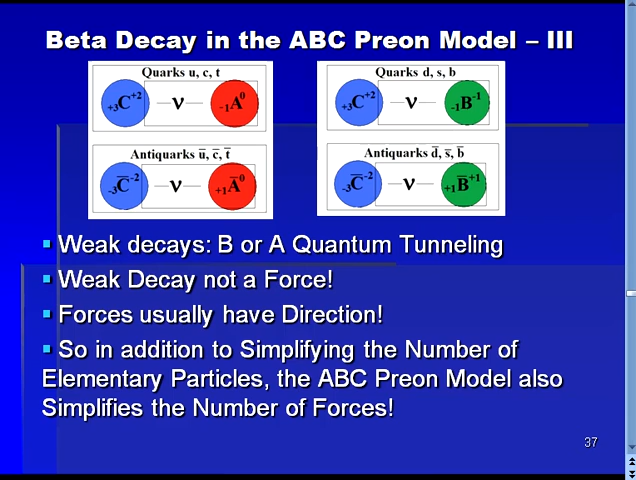 Beta Decay in the ABC Preon Model – III
Quarks u, c, t
+3C+2 ν -1A0
Quarks d, s, b
+3C+2 ν -1B-1
Antiquarks u̅, c̅, t̅
-3C̅-2 ν +1A̅0
Antiquarks d̅, s̅, b̅
-3C̅-2 ν +1B̅+1
▪ Weak decays: B or A Quantum Tunneling
▪ Weak Decay not a Force!
▪ Forces usually have Direction!
▪ So in addition to Simplifying the Number of
Elementary Particles, the ABC Preon Model also
Simplifies the Number of Forces!
37